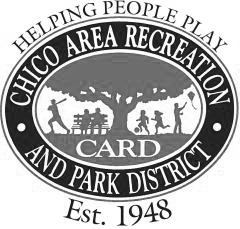 HELPING PEOPLE PLAY
CHICO AREA RECREATION
CARD
AND PARK DISTRICT
Est. 1948